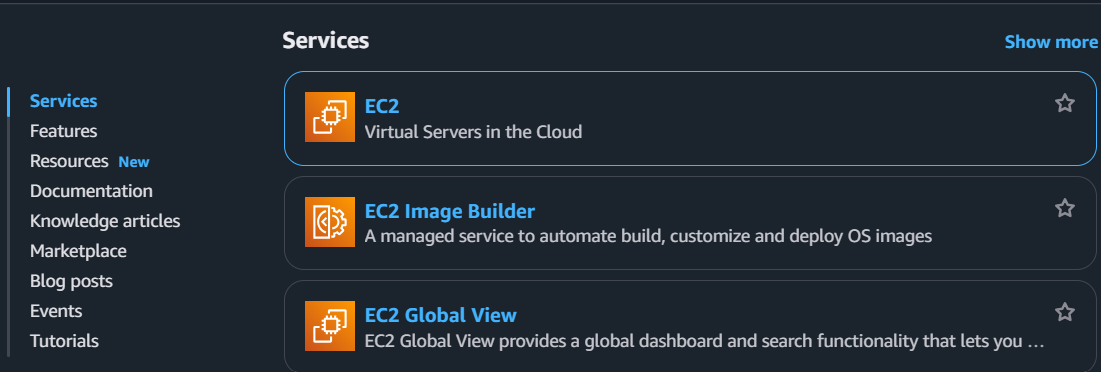 Services
Show more
Services
Features
Resources New
Documentation
Knowledge articles
Marketplace
Blog posts
Events
Tutorials
EC2
Virtual Servers in the Cloud
EC2 Image Builder
A managed service to automate build, customize and deploy OS images
EC2 Global View
EC2 Global View provides a global dashboard and search functionality that lets you ...